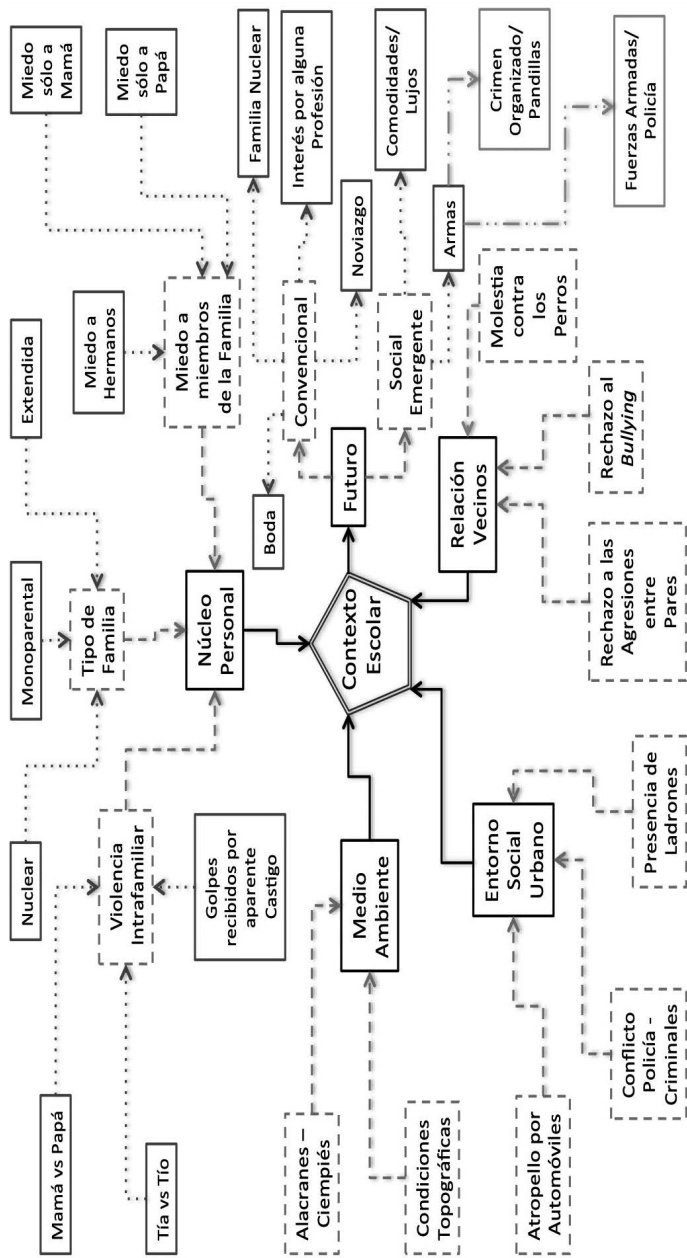 Mamá vs Papá
Tía vs Tío
Nuclear
Monoparental
Extendida
Violencia
Intrafamiliar
Golpes
recibidos por
aparente
Castigo
Tipo de
Familia
Miedo a
Hermanos
Miedo
sólo a
Mamá
Miedo
sólo a
Papá
Miedo a
miembros
de la Familia
Núcleo
Personal
Boda
Familia Nuclear
Convencional
Interés por alguna
Profesión
Noviazgo
Alacranes –
Ciempiés
Condiciones
Topográficas
Medio
Ambiente
Contexto
Escolar
Futuro
Social
Emergente
Comodidades/
Lujos
Armas
Crimen
Organizado/
Pandillas
Fuerzas Armadas/
Policía
Entorno
Social
Urbano
Relación
Vecinos
Molestia
contra
los
Perros
Atropello por
Automóviles
Conflicto
Policía -
Criminales
Presencia de
Ladrones
Rechazo a las
Agresiones
entre
Pares
Rechazo al
Bullying